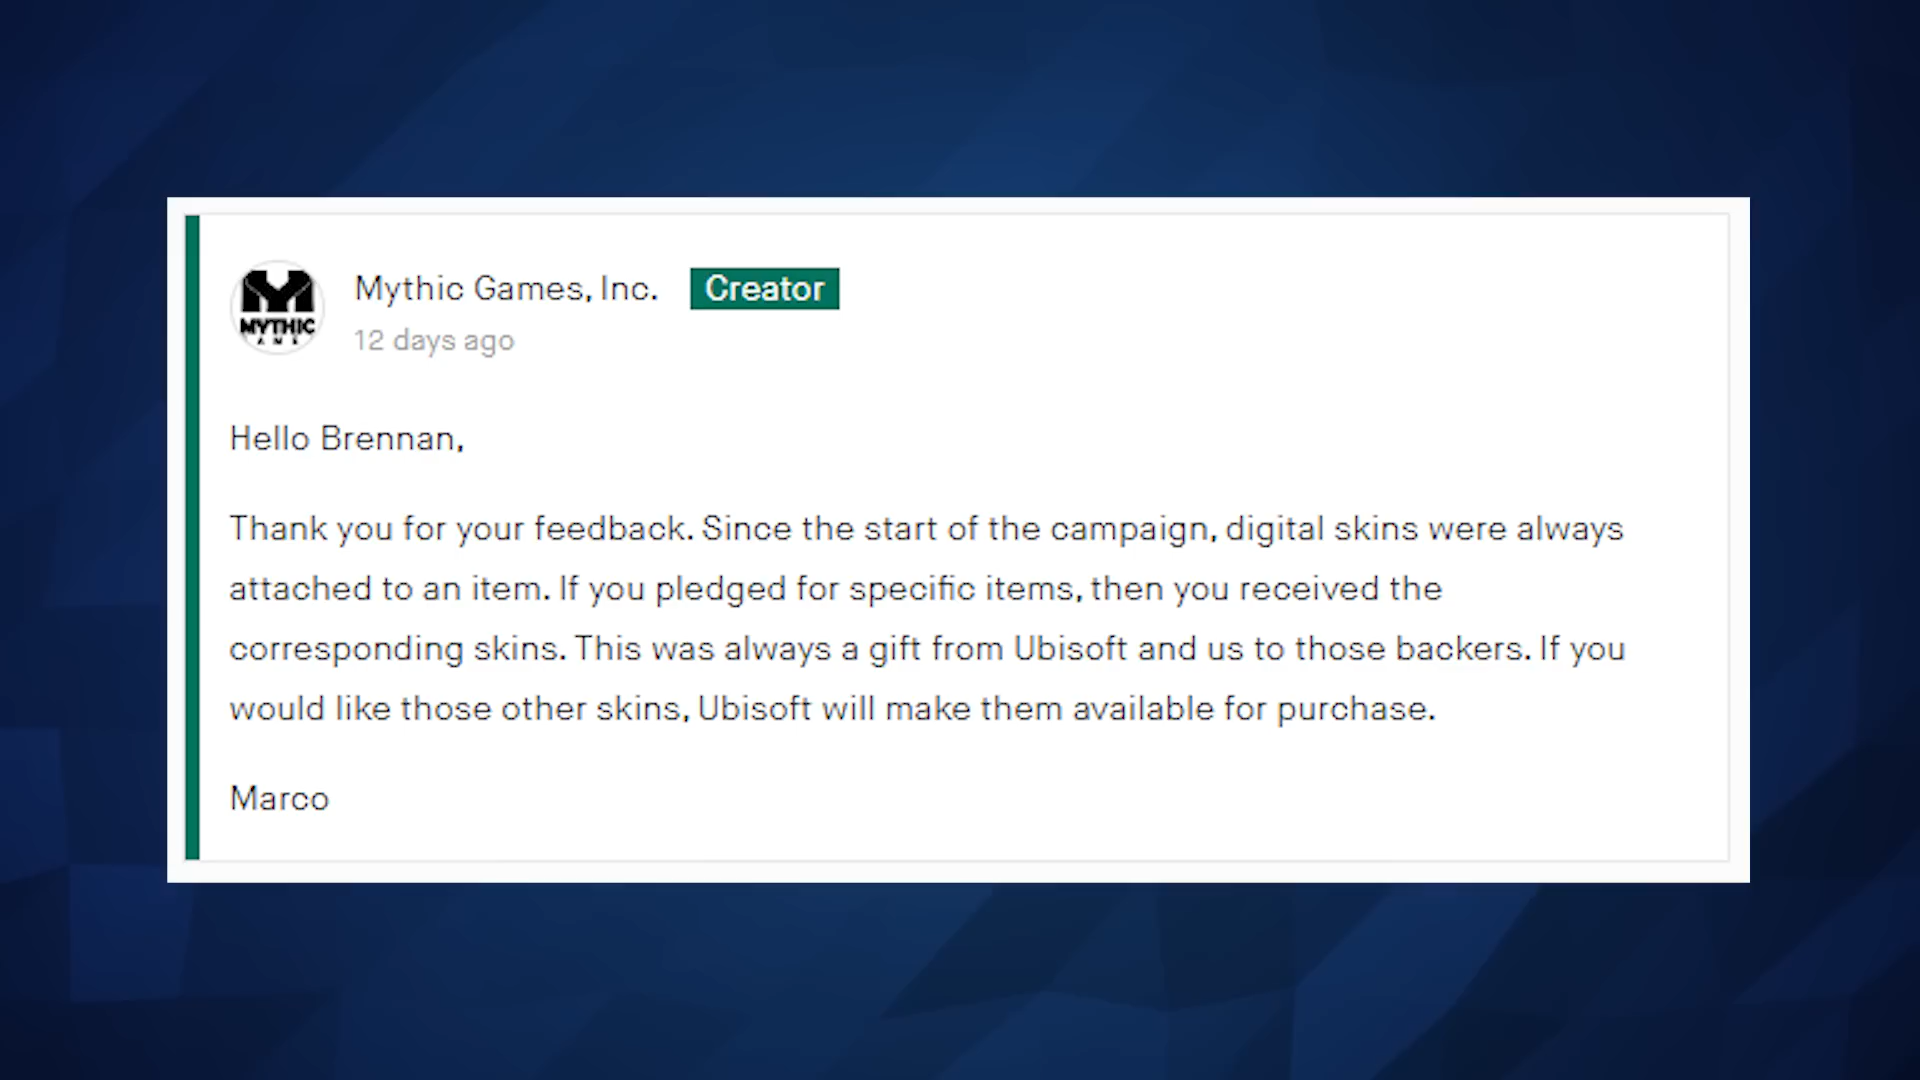 Mythic Games, Inc. Creator
12 days ago
MYTHIC
Hello Brennan,
Thank you for your feedback. Since the start of the campaign, digital skins were always
attached to an item. If you pledged for specific items, then you received the
corresponding skins. This was always a gift from Ubisoft and us to those backers. If you
would like those other skins, Ubisoft will make them available for purchase.
Marco